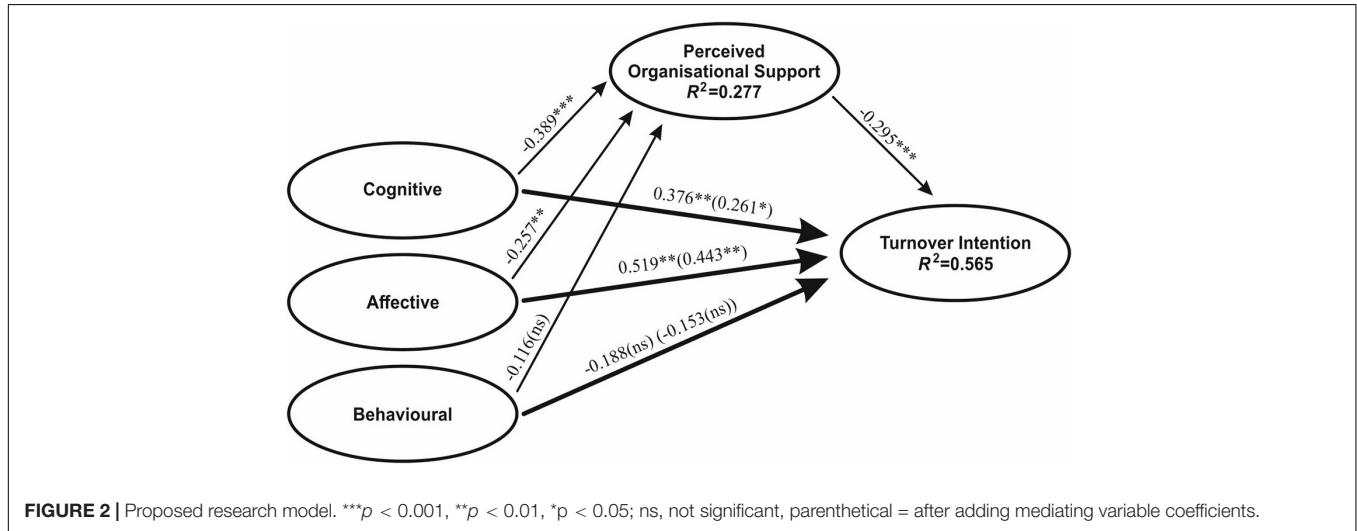 Perceived
Organisational Support
R²=0.277
-0.389***
-0.295***
Cognitive
0.376**(0.261*)
-0.257**
Turnover Intention
R²=0.565
0.519**(0.443**)
Affective
-0.116(ns)
-0.188(ns) (-0.153(ns))
Behavioural
FIGURE 2 | Proposed research model. ***p < 0.001, **p < 0.01, *p < 0.05; ns, not significant, parenthetical = after adding mediating variable coefficients.